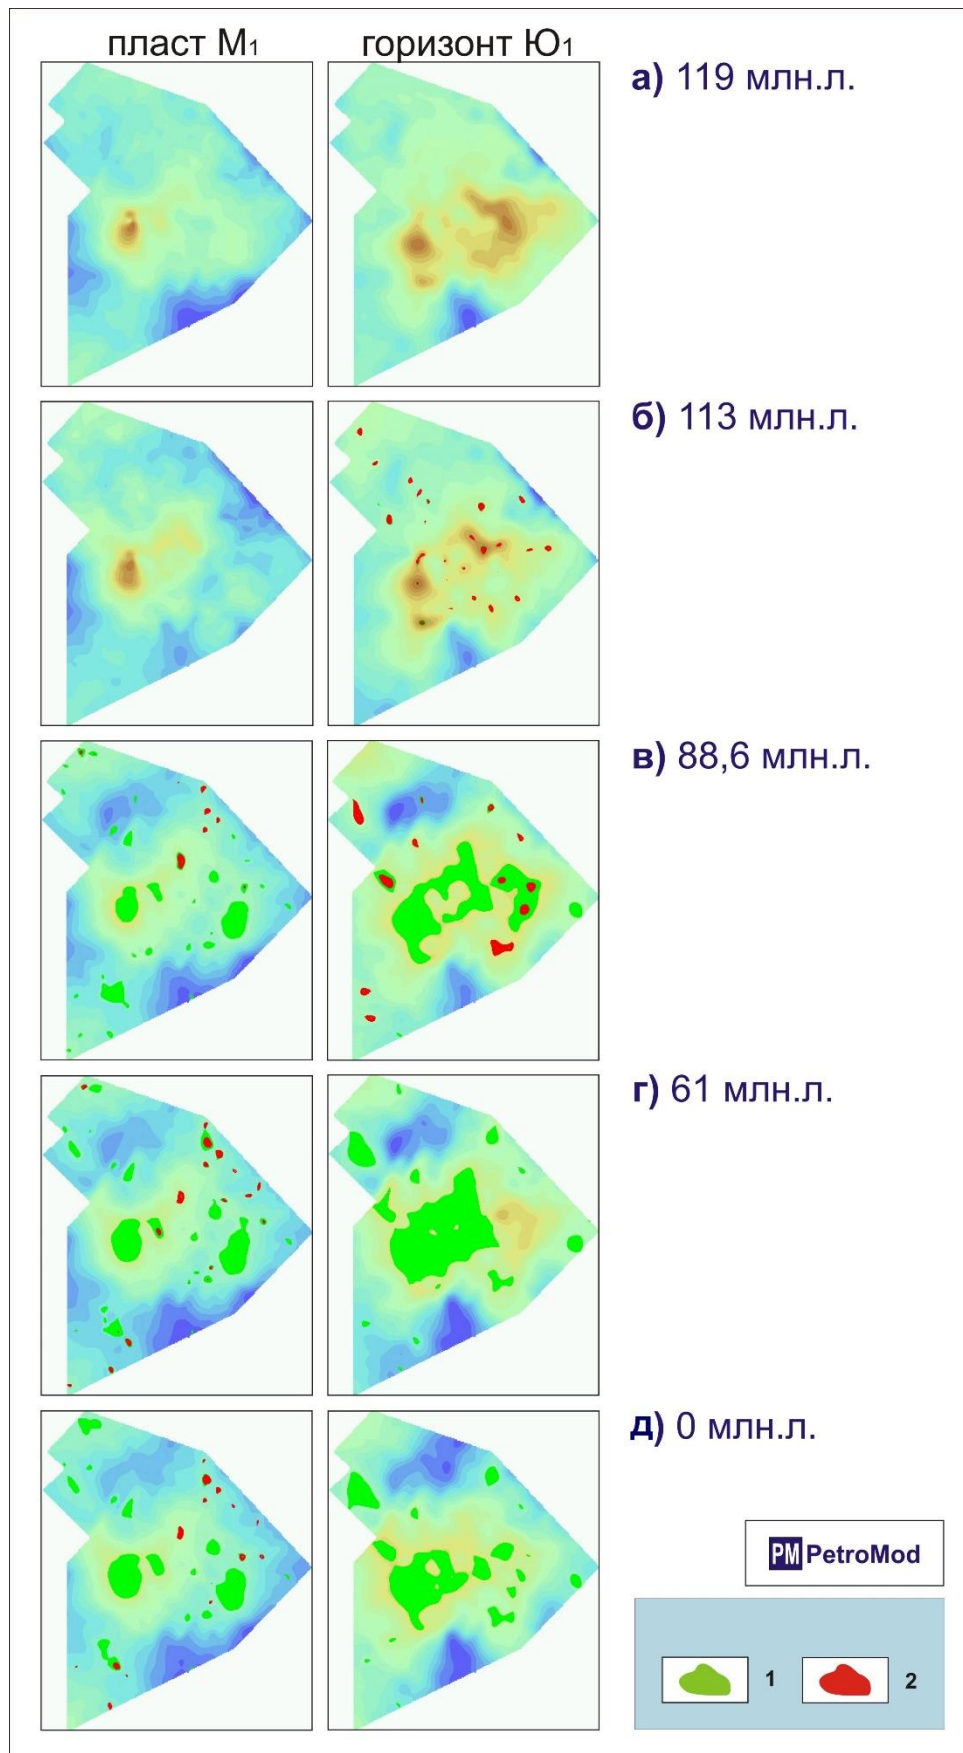 пласт М1
горизонт Ю1
а) 119 млн.л.
б) 113 млн.л.
в) 88,6 млн.л.
г) 61 млн.л.
д) 0 млн.л.
PM PetroMod
1
2